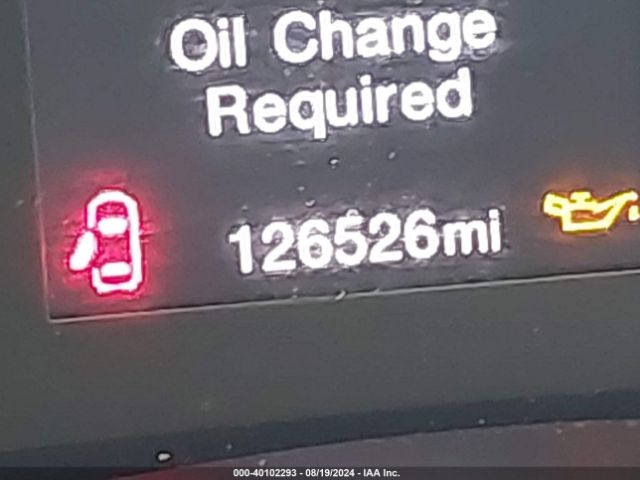 Oil Change
Required
126526mi
000-40102293 - 08/19/2024 - IAA Inc.